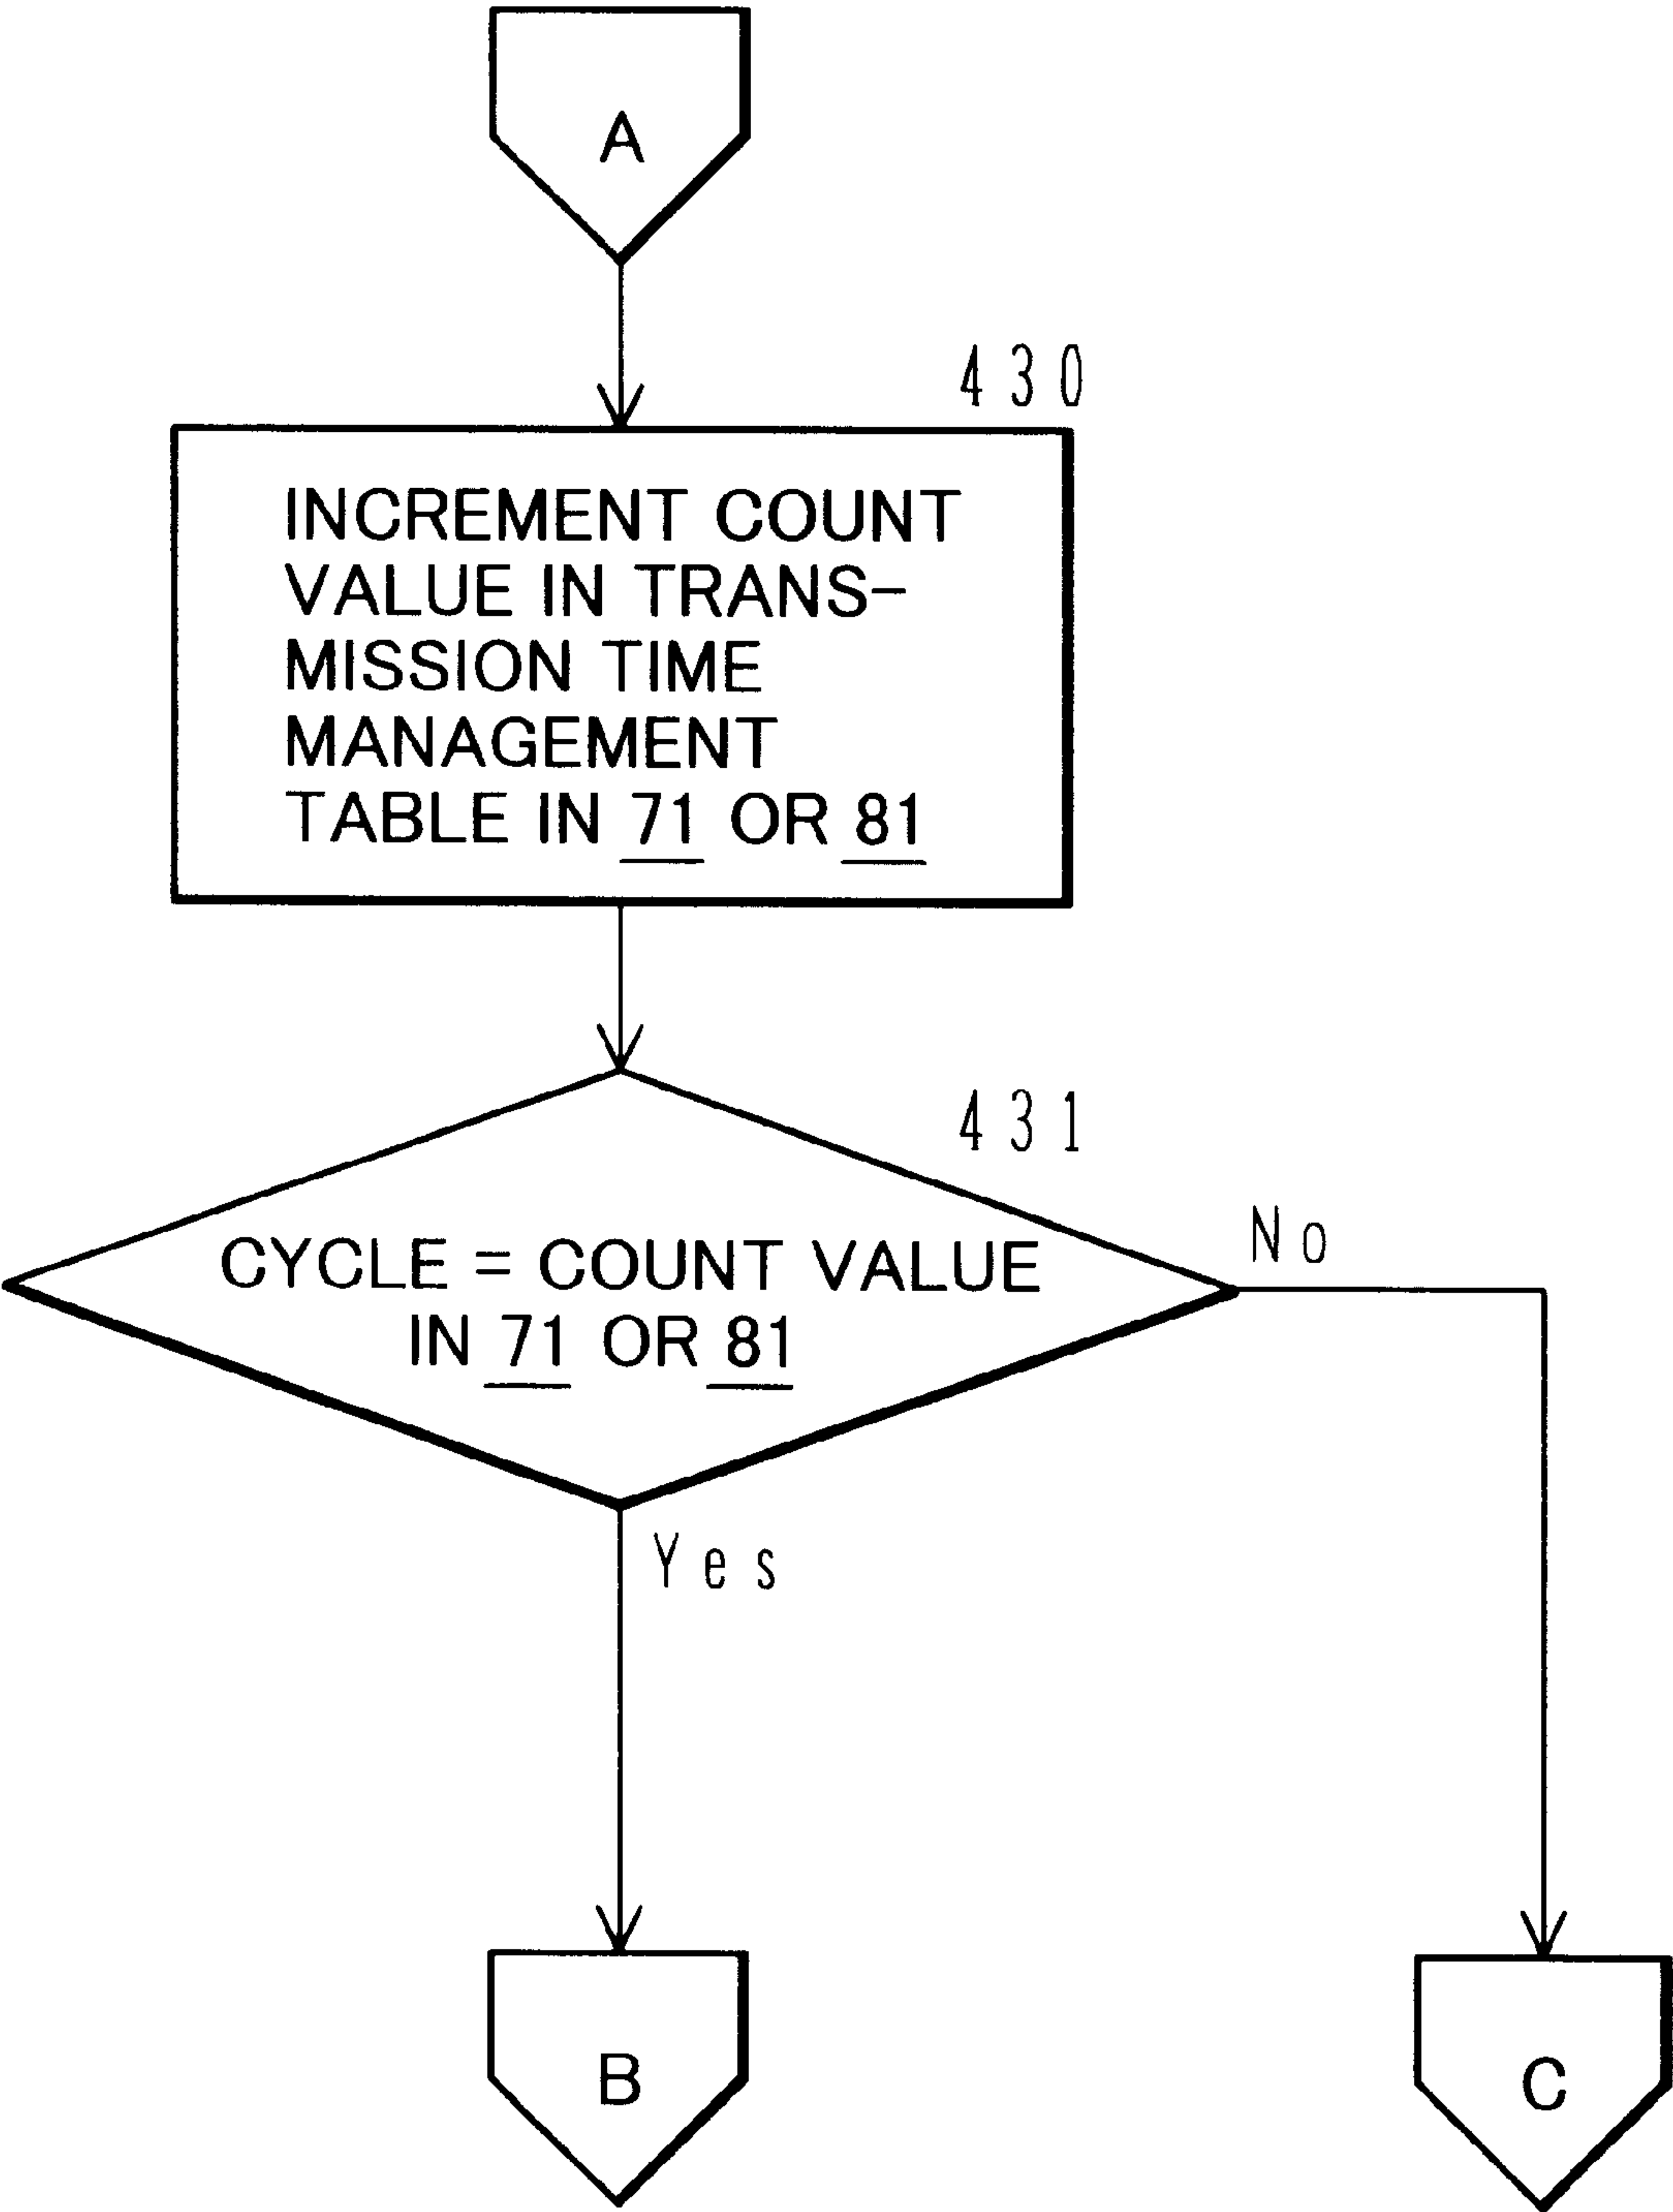 A
430
INCREMENT COUNT
VALUE IN TRANS-
MISSION TIME
MANAGEMENT
TABLE IN 71 OR 81
431
CYCLE = COUNT VALUE
IN 71 OR 81
No
Yes
B
C